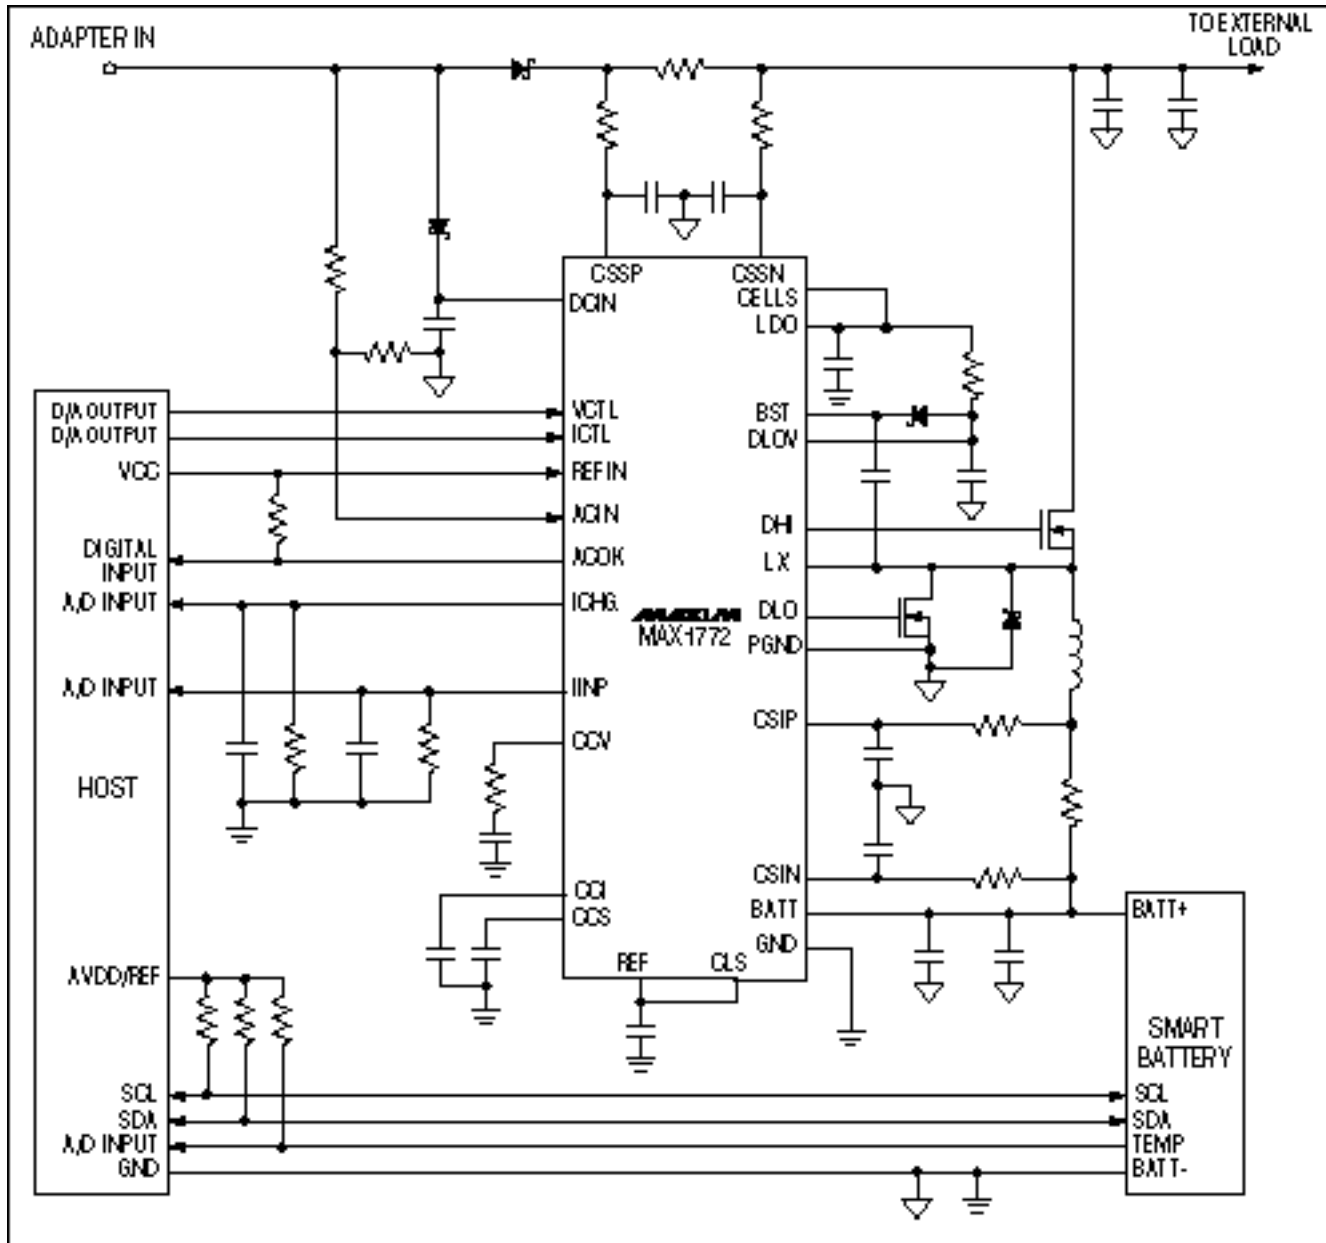 ADAPTER IN
TO EXTERNAL
LOAD
CSSP
CSSN
DCIN
CELLS
LDO
D/A OUTPUT
VCTL
BST
D/A OUTPUT
ICTL
DLOV
VCC
REFIN
ACIN
DHI
DIGITAL
INPUT
ACOK
LX
A/D INPUT
ICHG
MAXIM
MAX1772
DLO
PGND
A/D INPUT
IINP
CSIP
CCV
HOST
CSIN
CCI
BATT
BATT+
CCS
GND
REF
CLS
AVDD/REF
SMART
BATTERY
SCL
SCL
SDA
SDA
A/D INPUT
TEMP
GND
BATT-